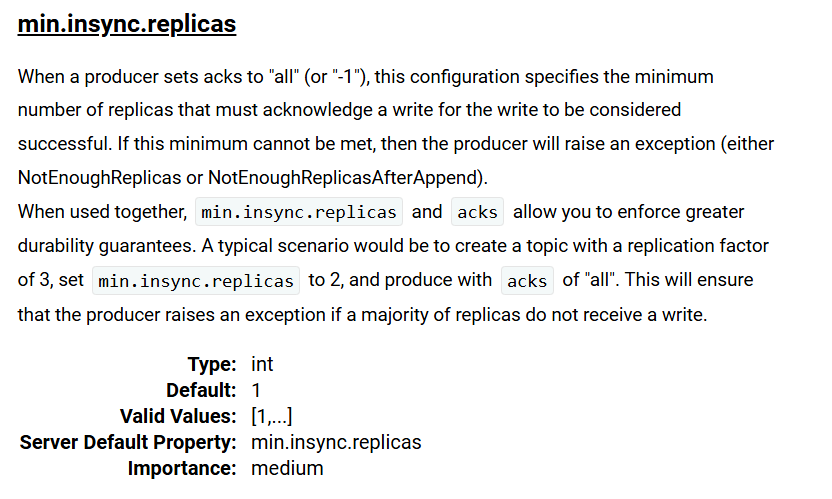 min.insync.replicas
When a producer sets acks to "all" (or "-1"), this configuration specifies the minimum
number of replicas that must acknowledge a write for the write to be considered
successful. If this minimum cannot be met, then the producer will raise an exception (either
NotEnoughReplicas or NotEnoughReplicasAfterAppend).
When used together, min.insync.replicas and acks allow you to enforce greater
durability guarantees. A typical scenario would be to create a topic with a replication factor
of 3, set min.insync.replicas to 2, and produce with acks of "all". This will ensure
that the producer raises an exception if a majority of replicas do not receive a write.
Type: int
Default: 1
Valid Values: [1,...]
Server Default Property: min.insync.replicas
Importance: medium